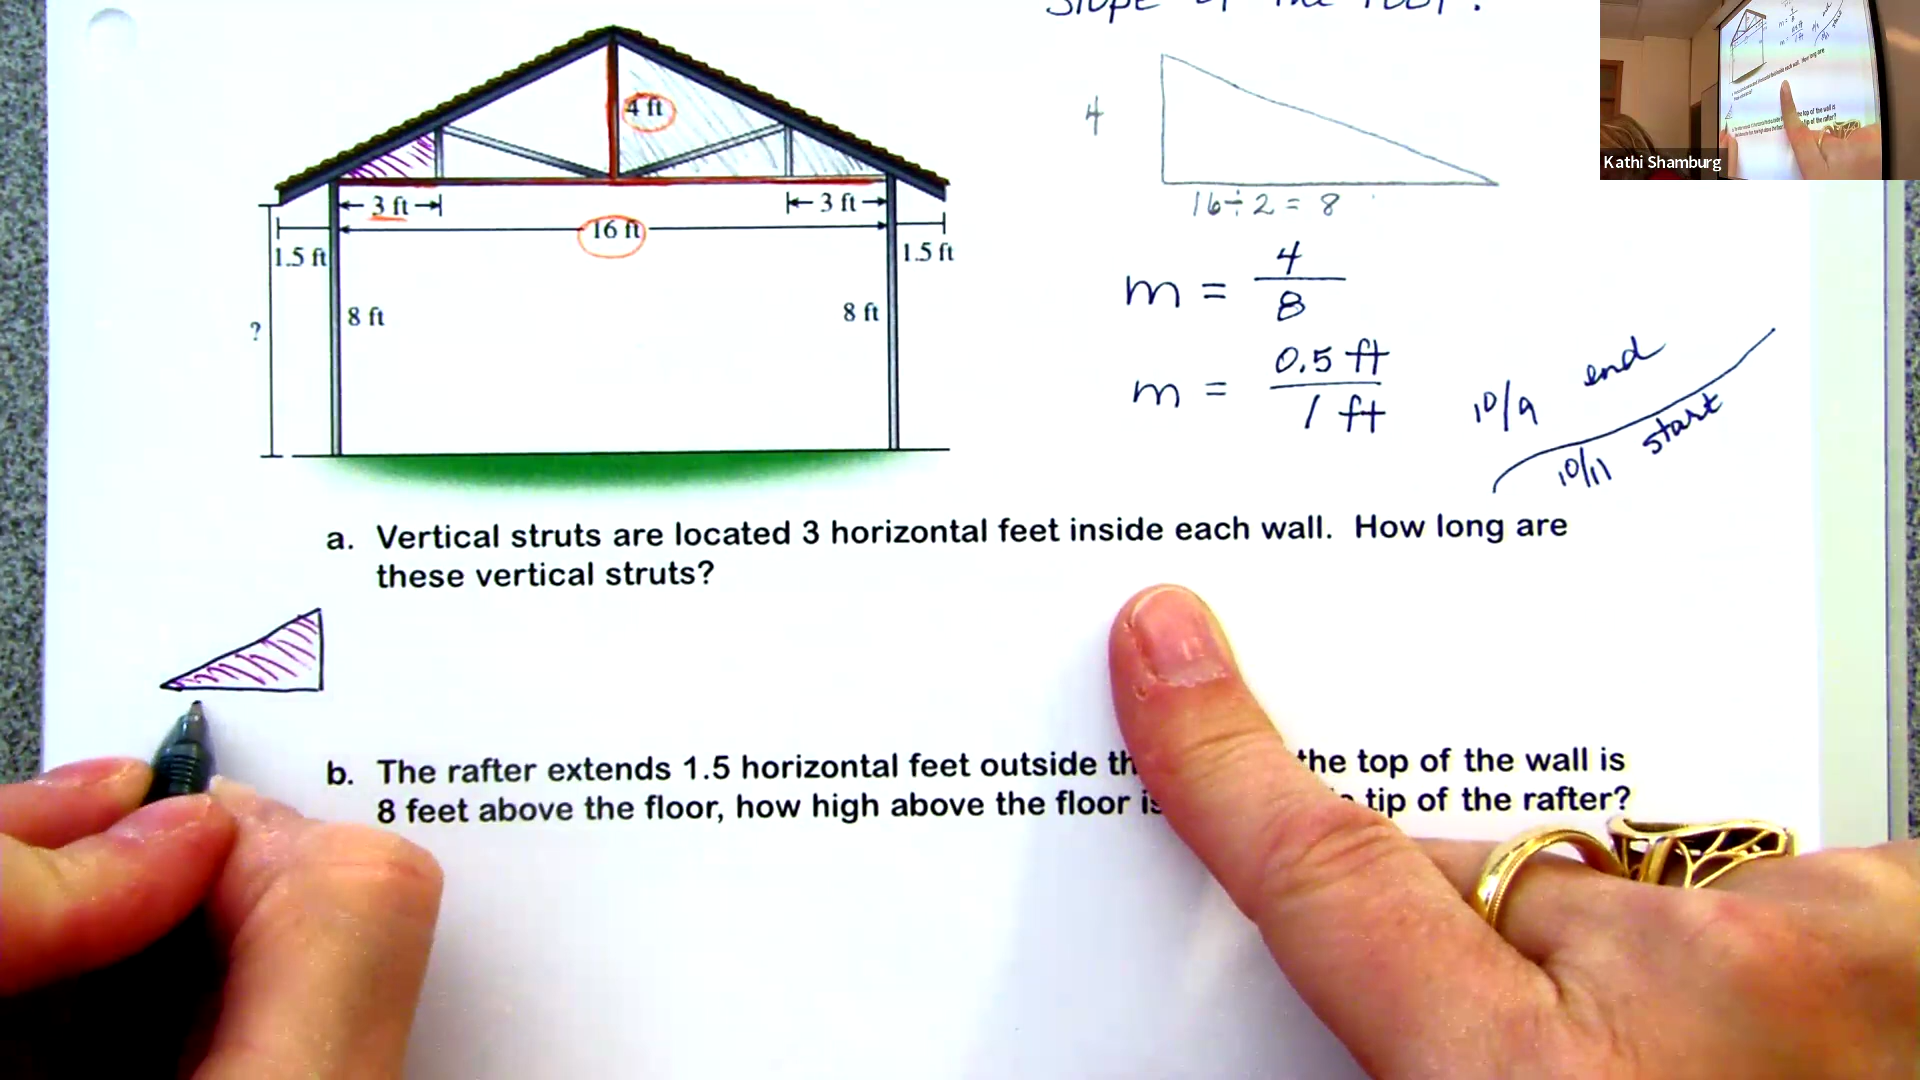 slope of the roof.
4 ft
3 ft
3 ft
16 ft
1.5 ft
1.5 ft
8 ft
8 ft
?
4
16÷2 = 8
m = 4/8
m = 0.5 ft / 1 ft
10/9 end
10/11 start
a. Vertical struts are located 3 horizontal feet inside each wall. How long are
these vertical struts?
b. The rafter extends 1.5 horizontal feet outside th the top of the wall is
8 feet above the floor, how high above the floor is tip of the rafter?
Kathi Shamburg